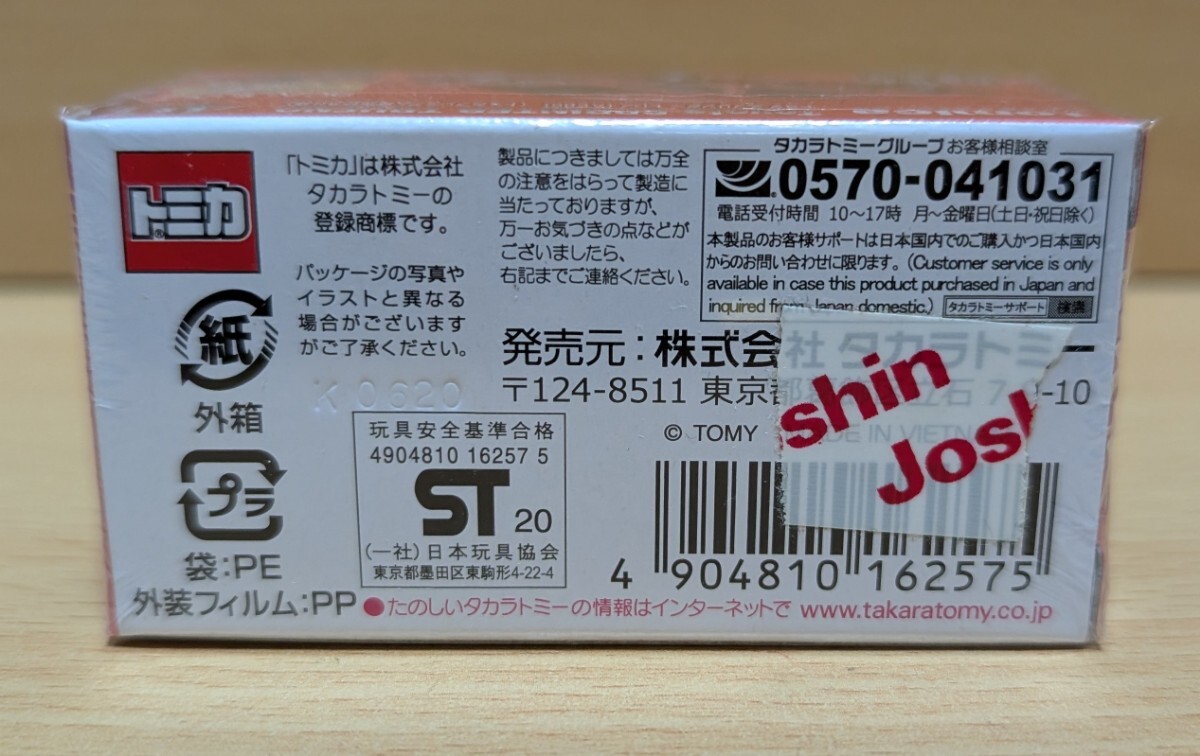 トミカ
®
「トミカ」は株式会社
タカラトミーの
登録商標です。
パッケージの写真や
イラストと異なる
場合がございます
がご了承ください。
K 0620
紙
外箱
プラ
袋:PE
外装フィルム:PP
製品につきましては万全
の注意をはらって製造に
当たっておりますが、
万一お気づきの点などが
ございましたら、
右記までご連絡ください。
タカラトミーグループ お客様相談室
0570-041031
電話受付時間 10～17時 月～金曜日(土日・祝日除く)
本製品のお客様サポートは日本国内でのご購入かつ日本国内
からのお問い合わせに限ります。(Customer service is only
available in case this product purchased in Japan and
inquired from Japan domestic.) タカラトミーサポート 検索
発売元:株式会社 タカラトミー
〒124-8511 東京都 立石 7-9-10
© TOMY MADE IN VIETN
shin
Josh
玩具安全基準合格
4904810 16257 5
ST 20
(一社)日本玩具協会
東京都墨田区東駒形4-22-4
4 904810 162575
●たのしいタカラトミーの情報はインターネットで www.takaratomy.co.jp